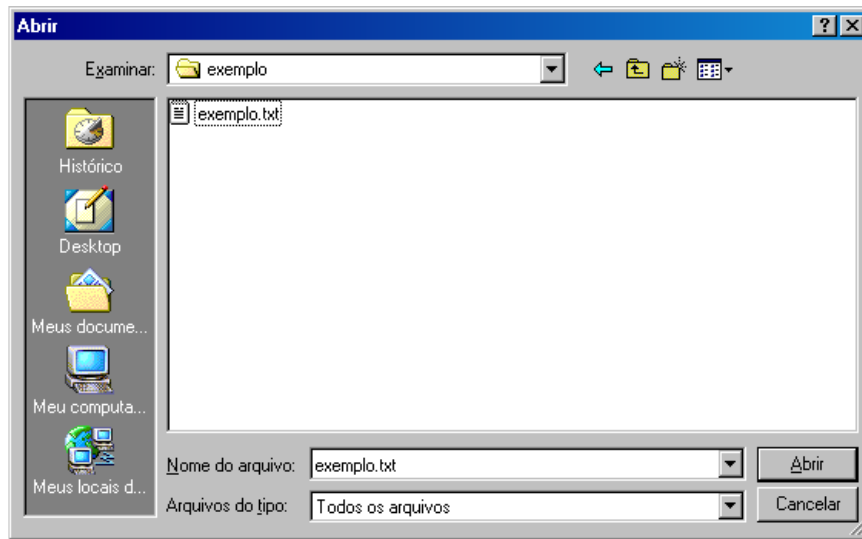 Abrir
Examinar: exemplo
exemplo.txt
Histórico
Desktop
Meus docume...
Meu computa...
Meus locais d...
Nome do arquivo: exemplo.txt Abrir
Arquivos do tipo: Todos os arquivos Cancelar